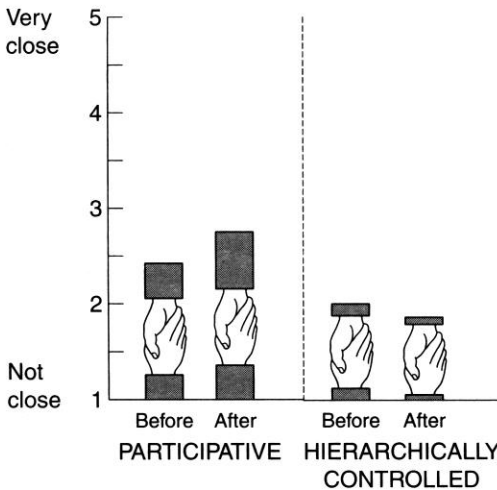 Very
close
5
4
3
2
Not
close
1
Before After Before After
PARTICIPATIVE HIERARCHICALLY
CONTROLLED